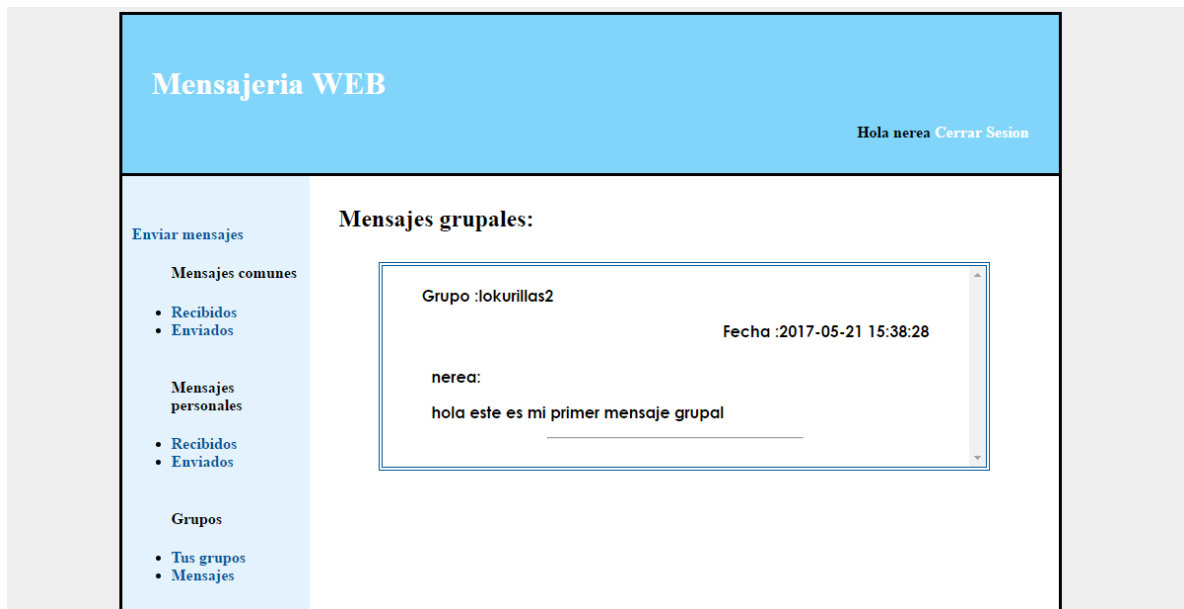 Mensajeria WEB
Hola nerea Cerrar Sesion
Enviar mensajes
Mensajes comunes
Recibidos
Enviados
Mensajes
personales
Recibidos
Enviados
Grupos
Tus grupos
Mensajes
Mensajes grupales:
Grupo :lokurillas2
Fecha :2017-05-21 15:38:28
nerea:
hola este es mi primer mensaje grupal